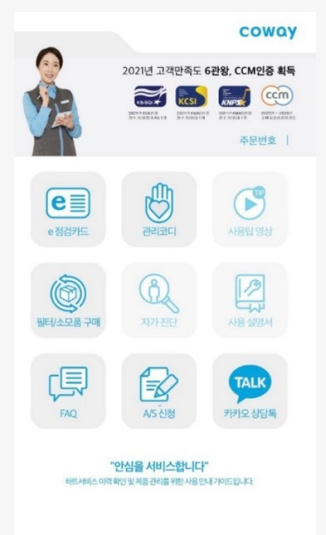 coway
2021년 고객만족도 6관왕, CCM인증 획득
KS-SQI
KCSI
KNPS
ccm
주문번호 |
e 점검카드
관리코디
TIP
사용팁 영상
필터/소모품 구매
자가 진단
사용 설명서
FAQ
A/S 신청
TALK
카카오 상담톡
"안심을 서비스합니다"
하트서비스 이력 확인 및 제품 관리를 위한 사용 안내 가이드입니다.